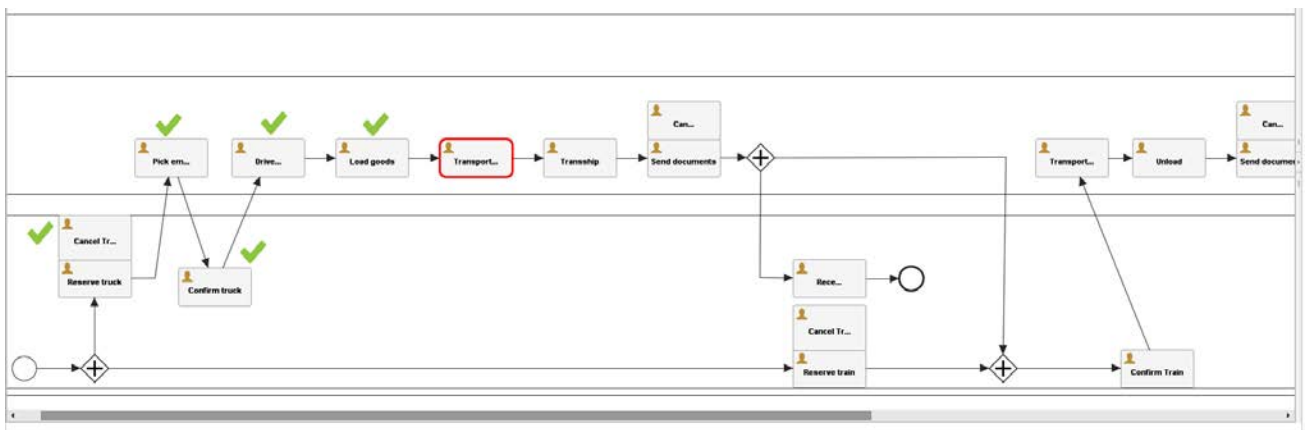 Can...
Can...
Pick em...
Drive...
Load goods
Transport...
Transship
Send documents
Transport...
Unload
Send documen
Cancel Tr...
Reserve truck
Confirm truck
Rece...
Cancel Tr...
Reserve train
Confirm Train